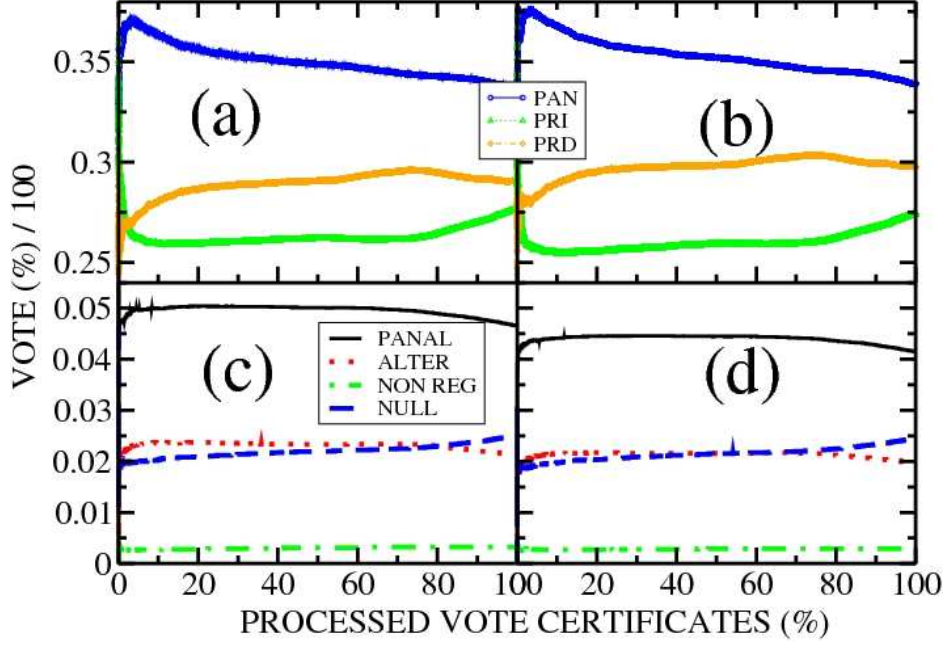 0.35
0.3
0.25
(a)
(b)
PAN
PRI
PRD
VOTE (%) / 100
0.05
0.04
0.03
0.02
0.01
0
(c)
(d)
PANAL
ALTER
NON REG
NULL
0 20 40 60 80 100 20 40 60 80 100
PROCESSED VOTE CERTIFICATES (%)